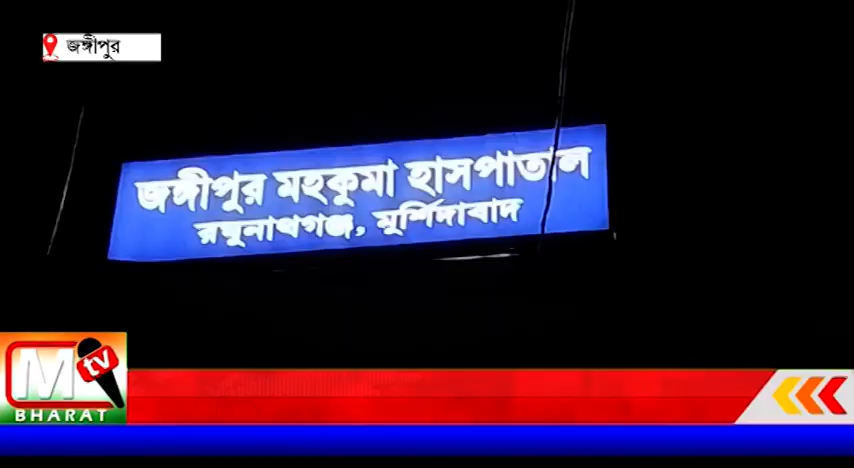 জঙ্গীপুর
জঙ্গীপুর মহকুমা হাসপাতাল
রঘুনাথগঞ্জ, মুর্শিদাবাদ
M tv
BHARAT